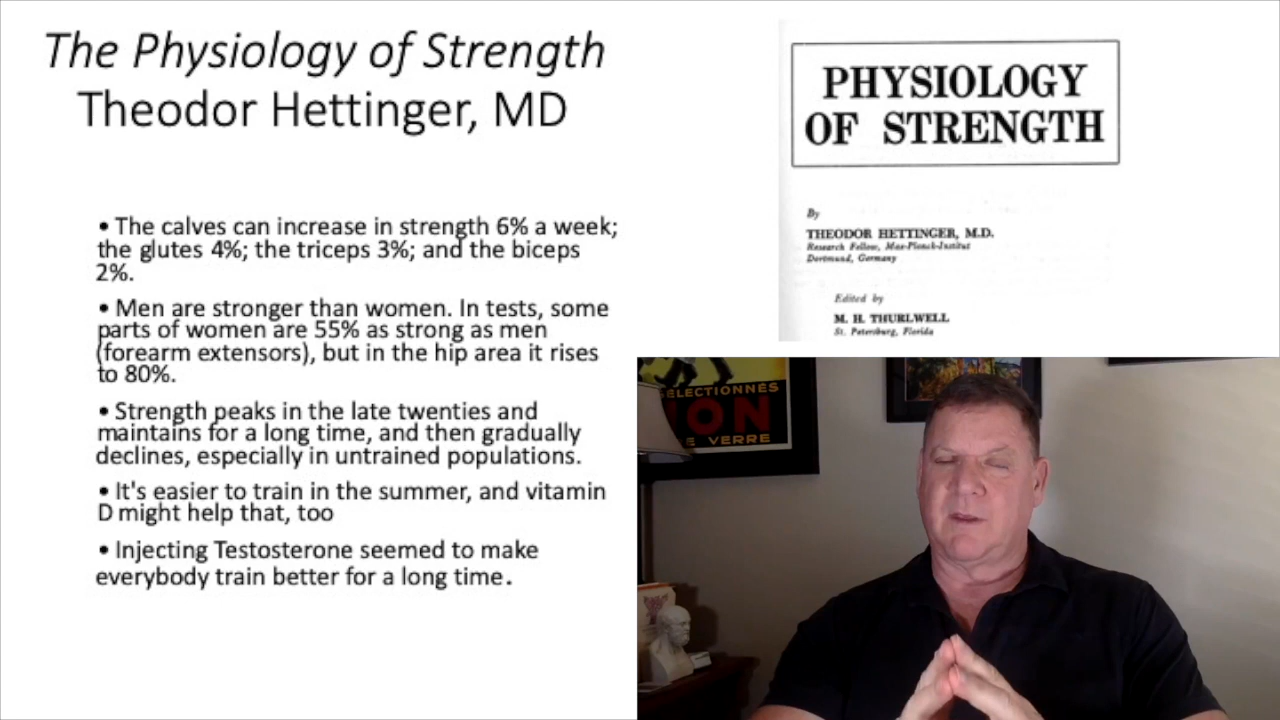 The Physiology of Strength
Theodor Hettinger, MD
• The calves can increase in strength 6% a week;
the glutes 4%; the triceps 3%; and the biceps
2%.
• Men are stronger than women. In tests, some
parts of women are 55% as strong as men
(forearm extensors), but in the hip area it rises
to 80%.
• Strength peaks in the late twenties and
maintains for a long time, and then gradually
declines, especially in untrained populations.
• It's easier to train in the summer, and vitamin
D might help that, too
• Injecting Testosterone seemed to make
everybody train better for a long time.
PHYSIOLOGY
OF STRENGTH
By
THEODOR HETTINGER, M.D.
Research Fellow, Max-Planck-Institut
Dortmund, Germany
Edited by
M. H. THURLWELL
St. Petersburg, Florida
ELECTIONNÉS
ION
E VERRE